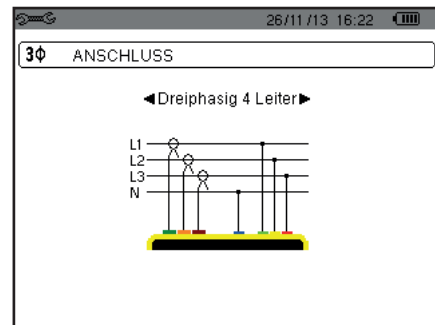 26/11/13 16:22
3Φ ANSCHLUSS
◄Dreiphasig 4 Leiter►
L1
L2
L3
N